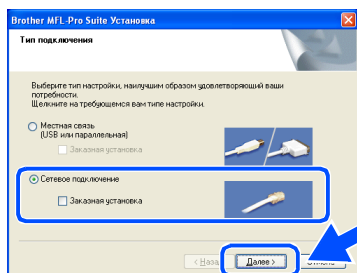 Brother MFL-Pro Suite Установка
Тип подключения
Выберите тип настройки, наилучшим образом удовлетворяющий ваши
потребности.
Щелкните на требующемся вам типе настройки.
Местная связь
(USB или параллельная)
Заказная установка
Сетевое подключение
Заказная установка
Далее >